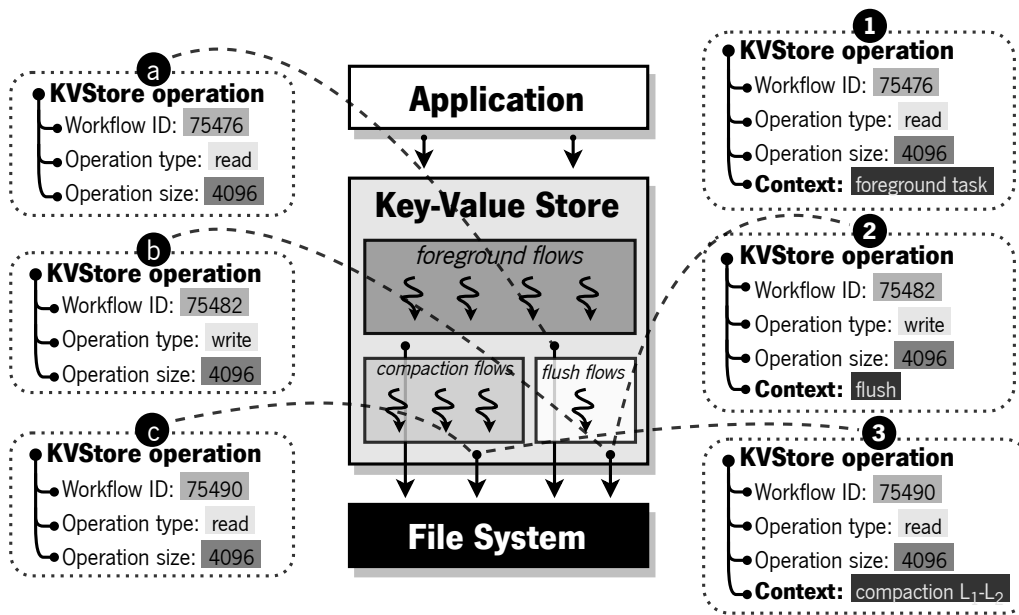 a
KVStore operation
Workflow ID: 75476
Operation type: read
Operation size: 4096
b
KVStore operation
Workflow ID: 75482
Operation type: write
Operation size: 4096
c
KVStore operation
Workflow ID: 75490
Operation type: read
Operation size: 4096
Application
Key-Value Store
foreground flows
compaction flows
flush flows
File System
1
KVStore operation
Workflow ID: 75476
Operation type: read
Operation size: 4096
Context: foreground task
2
KVStore operation
Workflow ID: 75482
Operation type: write
Operation size: 4096
Context: flush
3
KVStore operation
Workflow ID: 75490
Operation type: read
Operation size: 4096
Context: compaction L₁-L₂